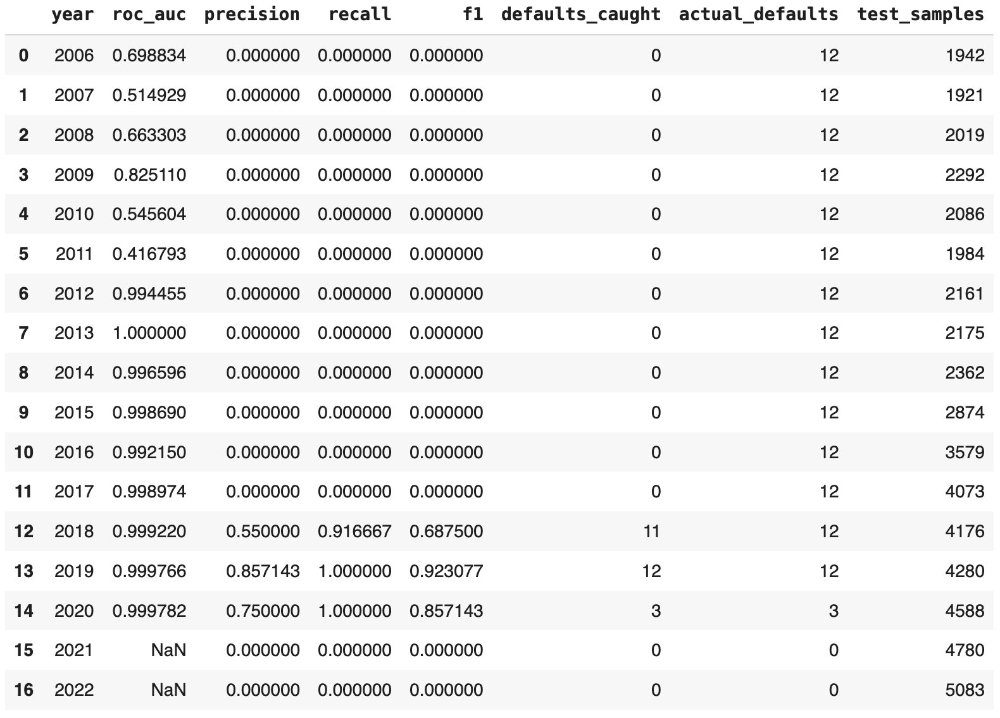 year roc_auc precision recall f1 defaults_caught actual_defaults test_samples
0 2006 0.698834 0.000000 0.000000 0.000000 0 12 1942
1 2007 0.514929 0.000000 0.000000 0.000000 0 12 1921
2 2008 0.663303 0.000000 0.000000 0.000000 0 12 2019
3 2009 0.825110 0.000000 0.000000 0.000000 0 12 2292
4 2010 0.545604 0.000000 0.000000 0.000000 0 12 2086
5 2011 0.416793 0.000000 0.000000 0.000000 0 12 1984
6 2012 0.994455 0.000000 0.000000 0.000000 0 12 2161
7 2013 1.000000 0.000000 0.000000 0.000000 0 12 2175
8 2014 0.996596 0.000000 0.000000 0.000000 0 12 2362
9 2015 0.998690 0.000000 0.000000 0.000000 0 12 2874
10 2016 0.992150 0.000000 0.000000 0.000000 0 12 3579
11 2017 0.998974 0.000000 0.000000 0.000000 0 12 4073
12 2018 0.999220 0.550000 0.916667 0.687500 11 12 4176
13 2019 0.999766 0.857143 1.000000 0.923077 12 12 4280
14 2020 0.999782 0.750000 1.000000 0.857143 3 3 4588
15 2021 NaN 0.000000 0.000000 0.000000 0 0 4780
16 2022 NaN 0.000000 0.000000 0.000000 0 0 5083